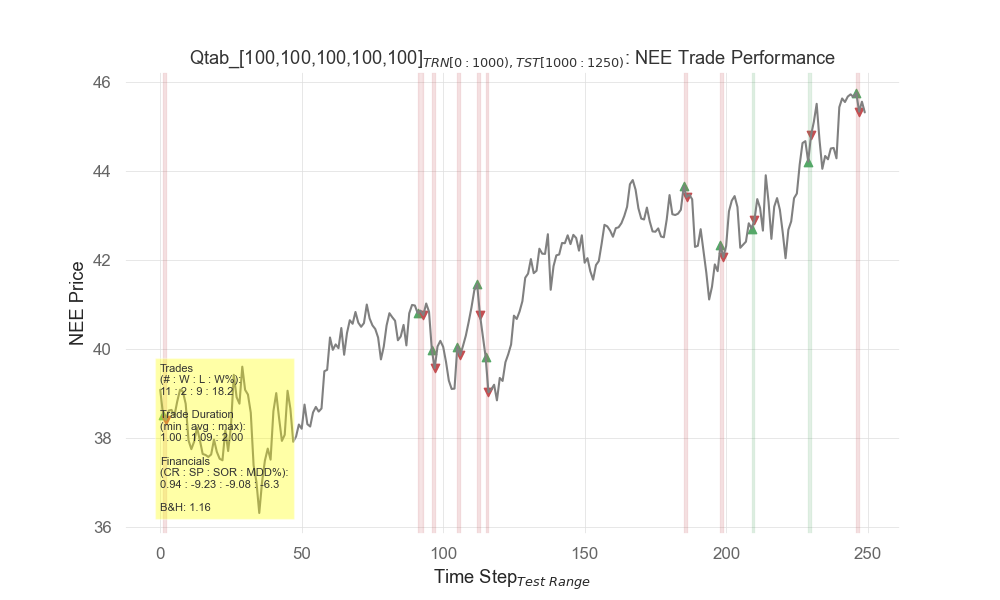 Qtab_[100,100,100,100,100]TRN[0 : 1000), TST[1000 : 1250): NEE Trade Performance
46
44
42
40
38
36
NEE Price
Trades
(# : W : L : W%):
11 : 2 : 9 : 18.2
Trade Duration
(min : avg : max):
1.00 : 1.09 : 2.00
Financials
(CR : SP : SOR : MDD%):
0.94 : -9.23 : -9.08 : -6.3
B&H: 1.16
0 50 100 150 200 250
Time StepTest Range